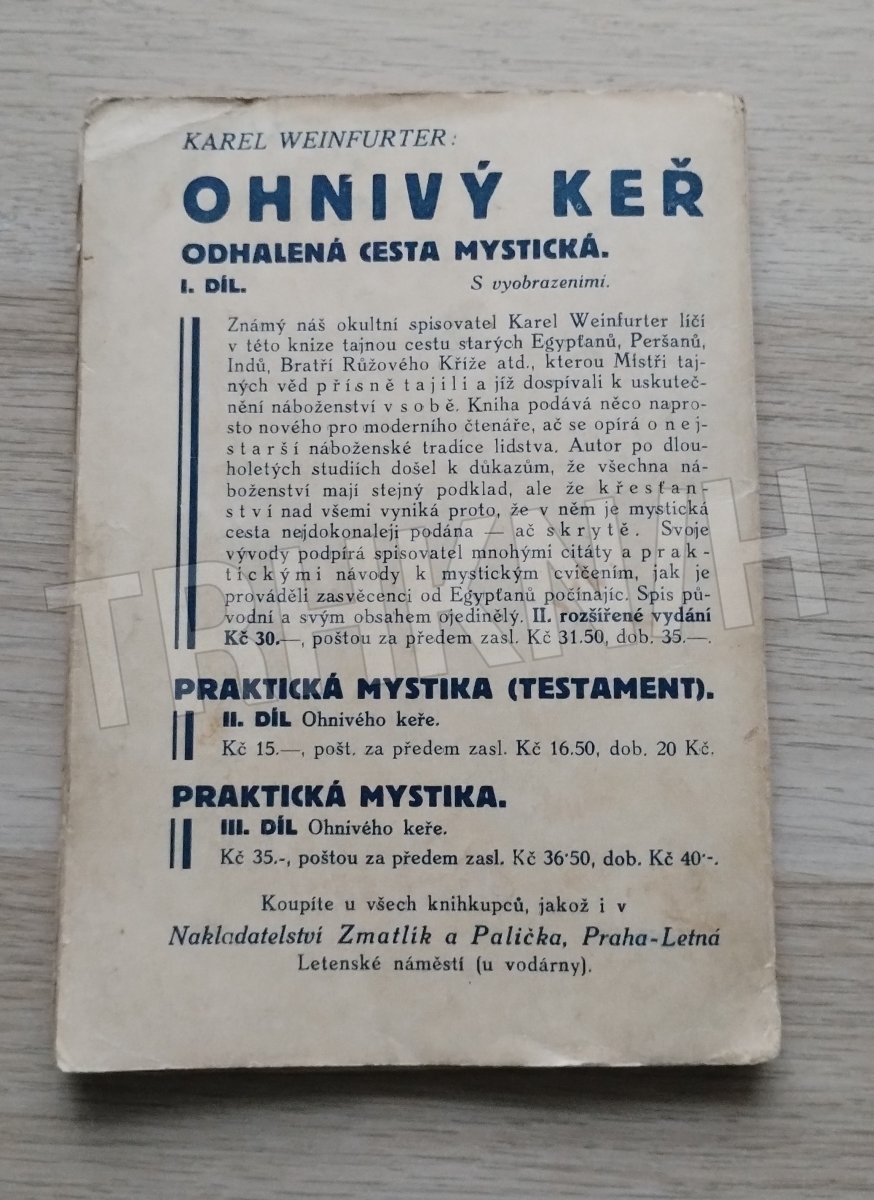 KAREL WEINFURTER:
OHNIVÝ KEŘ
ODHALENÁ CESTA MYSTICKÁ.
I. DÍL. S vyobrazeními.
Známý náš okultní spisovatel Karel Weinfurter líčí
v této knize tajnou cestu starých Egypťanů, Peršanů,
Indů, Bratří Růžového Kříže atd., kterou Mistři taj-
ných věd přísně tajili a jíž dospívali k uskuteč-
nění náboženství v sobě. Kniha podává něco napro-
sto nového pro moderního čtenáře, ač se opírá o nej-
starší náboženské tradice lidstva. Autor po dlou-
holetých studiích došel k důkazům, že všechna ná-
boženství mají stejný podklad, ale že křesťan-
ství nad všemi vyniká proto, že v něm je mystická
cesta nejdokonaleji podána — ač skrytě. Svoje
vývody podpírá spisovatel mnohými citáty a prak-
tickými návody k mystickým cvičením, jak je
prováděli zasvěcenci od Egypťanů počínajíc. Spis pů-
vodní a svým obsahem ojedinělý. II. rozšířené vydání
Kč 30.—, poštou za předem zasl. Kč 31.50, dob. 35.—.
PRAKTICKÁ MYSTIKA (TESTAMENT).
II. DÍL Ohnivého keře.
Kč 15.—, pošt. za předem zasl. Kč 16.50, dob. 20 Kč.
PRAKTICKÁ MYSTIKA.
III. DÍL Ohnivého keře.
Kč 35.-, poštou za předem zasl. Kč 36·50, dob. Kč 40·-.
Koupíte u všech knihkupců, jakož i v
Nakladatelství Zmatlík a Palička, Praha-Letná
Letenské náměstí (u vodárny).
TRHKNIH